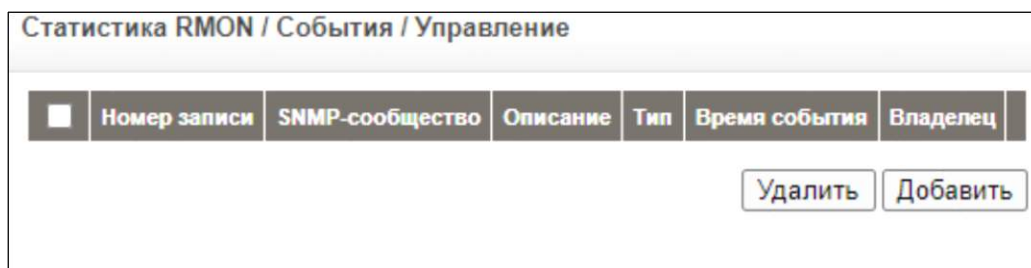 Статистика RMON / События / Управление
Номер записи SNMP-сообщество Описание Тип Время события Владелец
Удалить Добавить